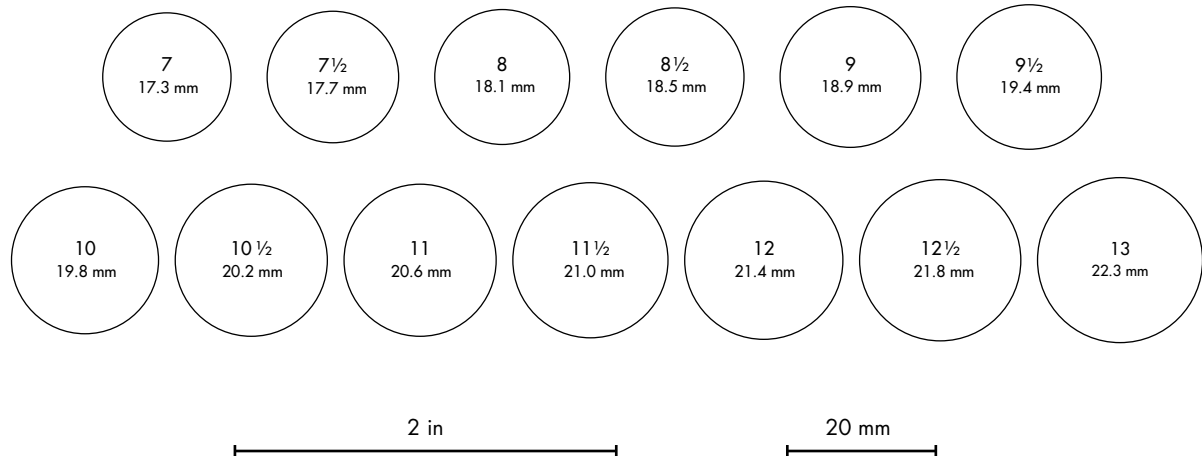 7
17.3 mm
7½
17.7 mm
8
18.1 mm
8½
18.5 mm
9
18.9 mm
9½
19.4 mm
10
19.8 mm
10 ½
20.2 mm
11
20.6 mm
11½
21.0 mm
12
21.4 mm
12½
21.8 mm
13
22.3 mm
2 in
20 mm